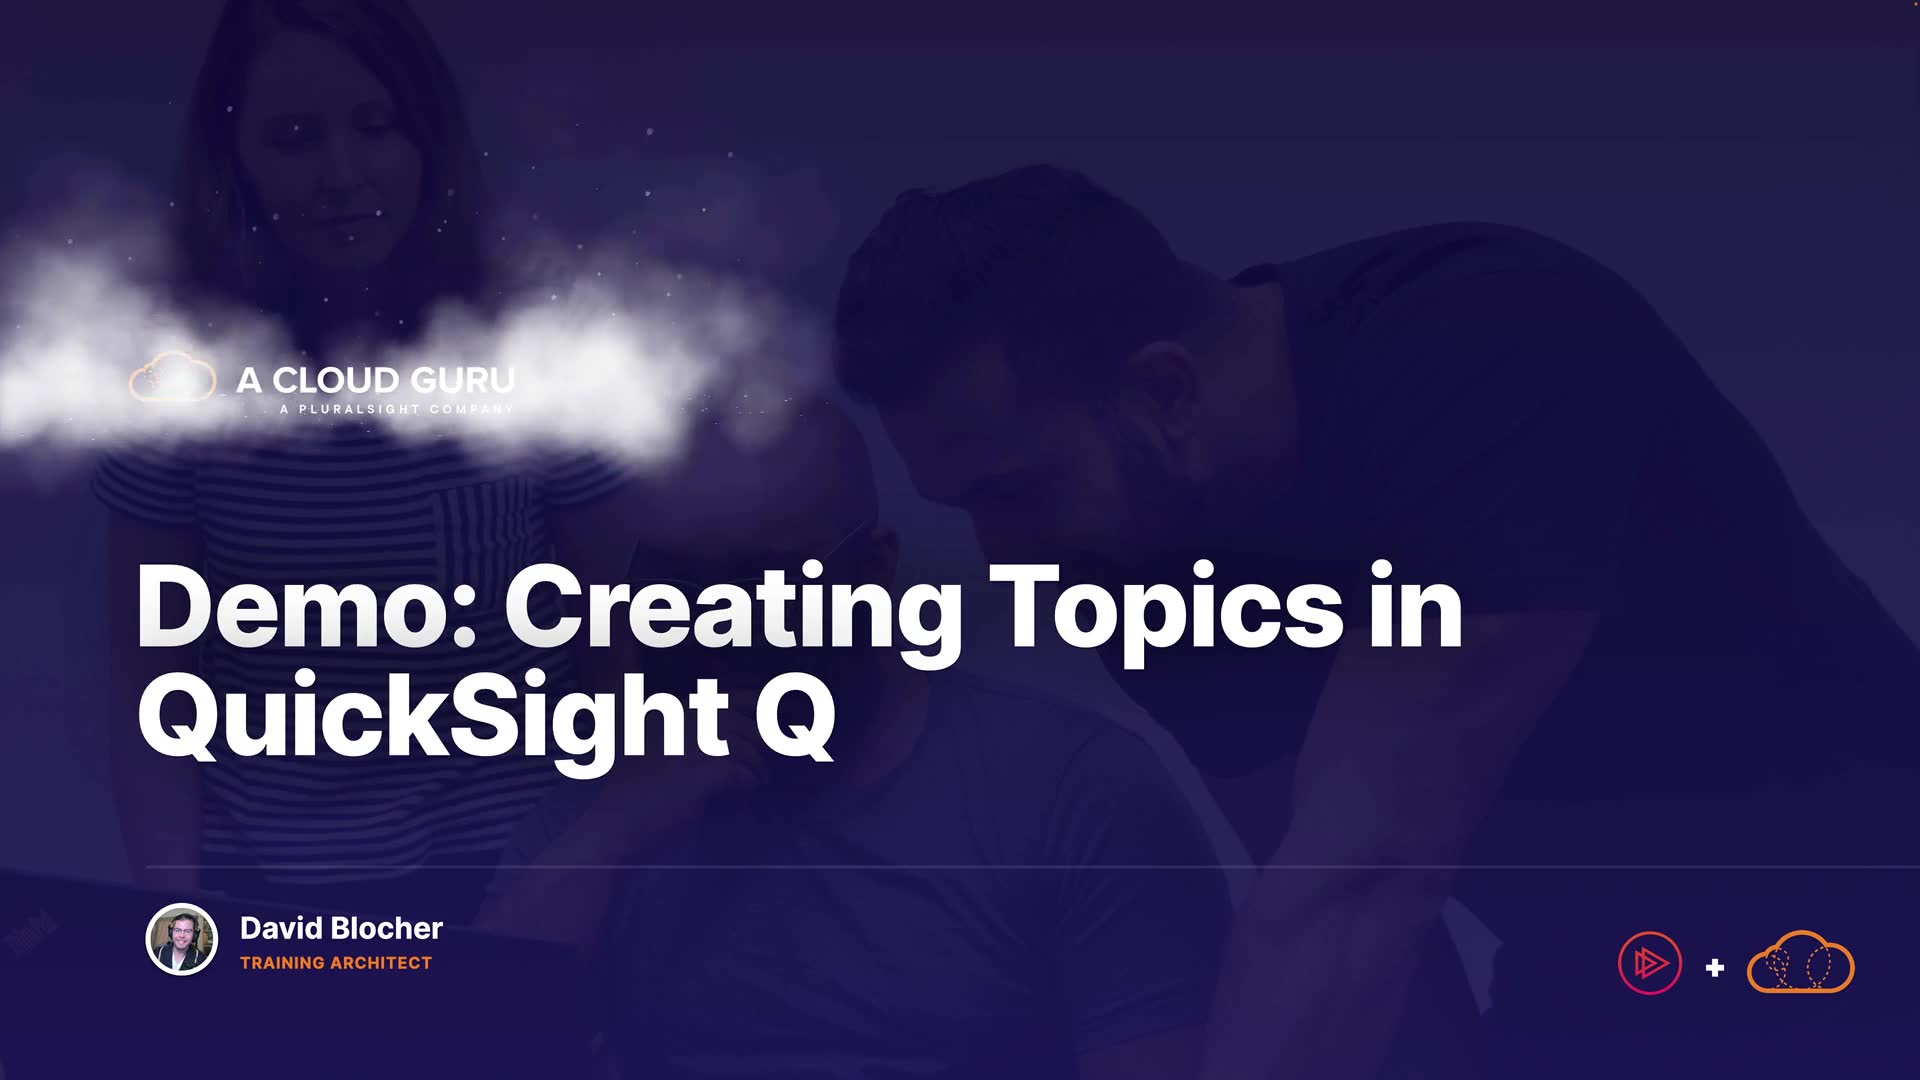 A CLOUD GURU
A PLURALSIGHT COMPANY
Demo: Creating Topics in
QuickSight Q
David Blocher
TRAINING ARCHITECT
+